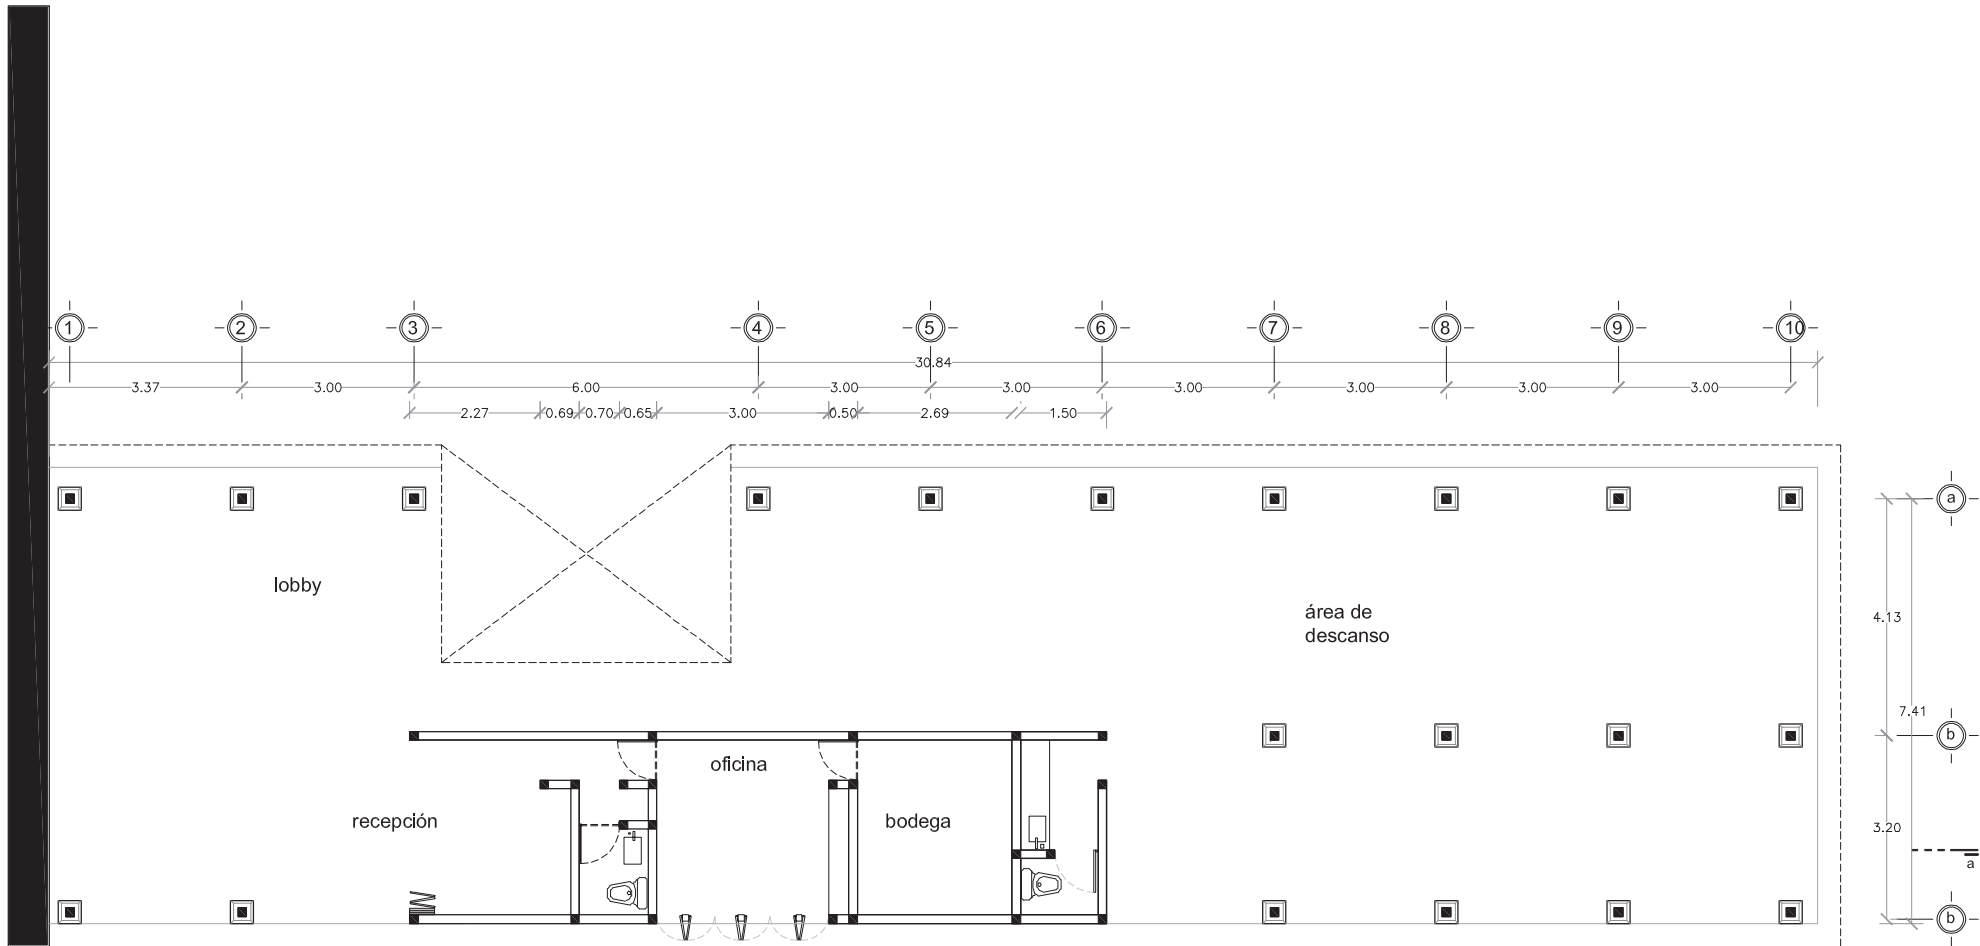 1 2 3 4 5 6 7 8 9 10
30.84
3.37 3.00 6.00 3.00 3.00 3.00 3.00 3.00 3.00
2.27 0.69 0.70 0.65 3.00 0.50 2.69 1.50
a
lobby
área de
descanso
4.13
7.41
b
oficina
recepción
bodega
3.20
a
b